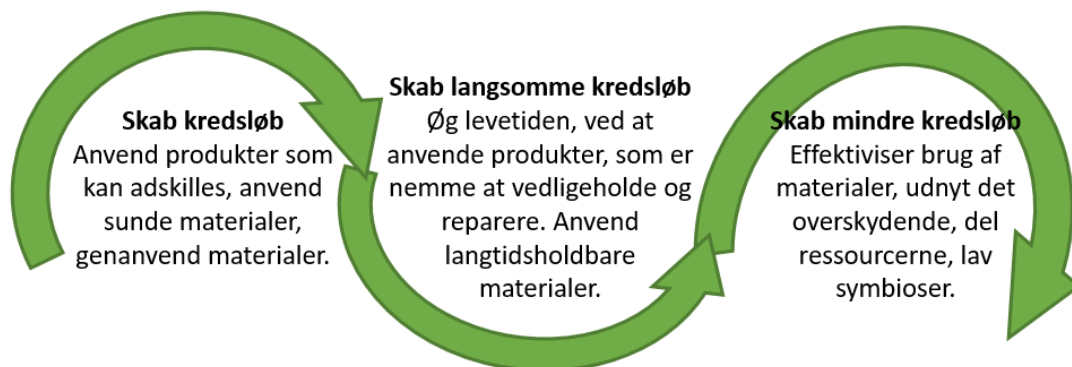 Skab kredsløb
Anvend produkter som
kan adskilles, anvend
sunde materialer,
genanvend materialer.
Skab langsomme kredsløb
Øg levetiden, ved at
anvende produkter, som er
nemme at vedligeholde og
reparere. Anvend
langtidsholdbare
materialer.
Skab mindre kredsløb
Effektiviser brug af
materialer, udnyt det
overskydende, del
ressourcerne, lav
symbioser.